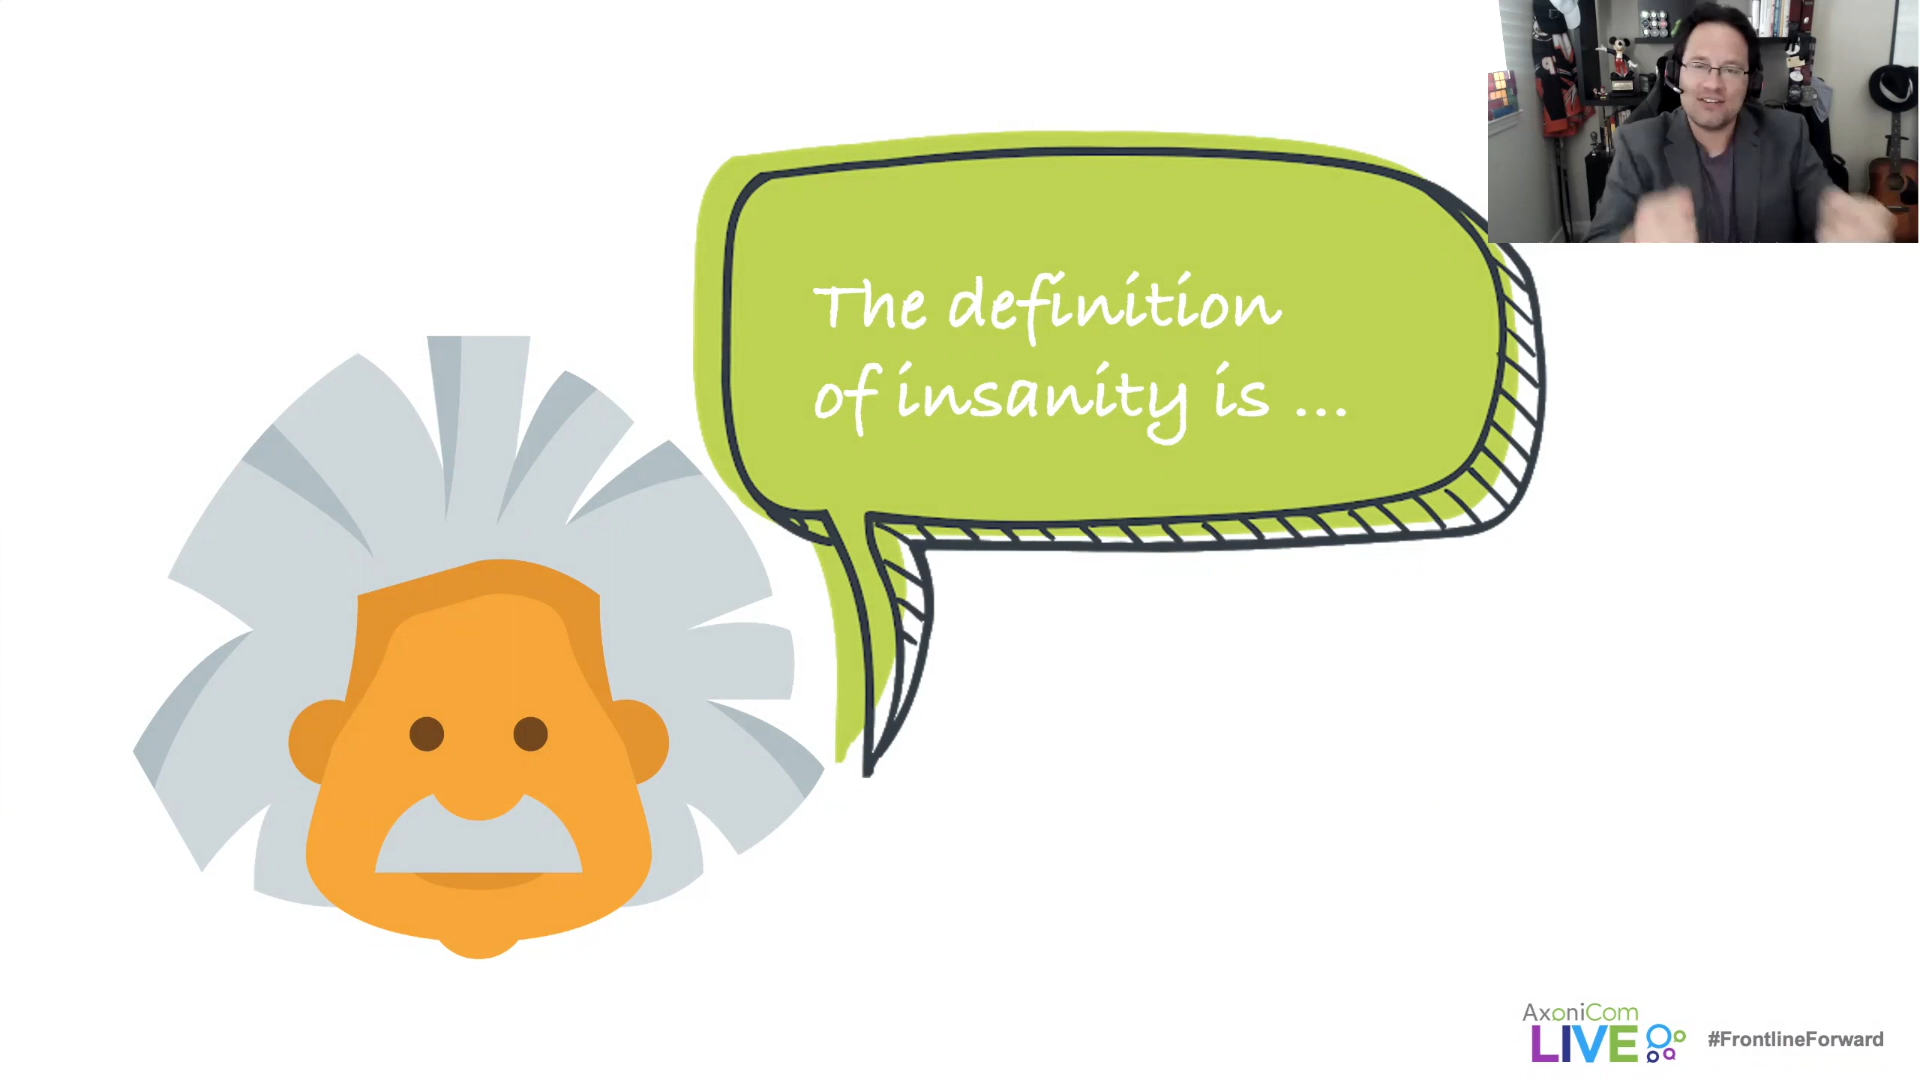 The definition
of insanity is ...
AxoniCom
LIVE
#FrontlineForward